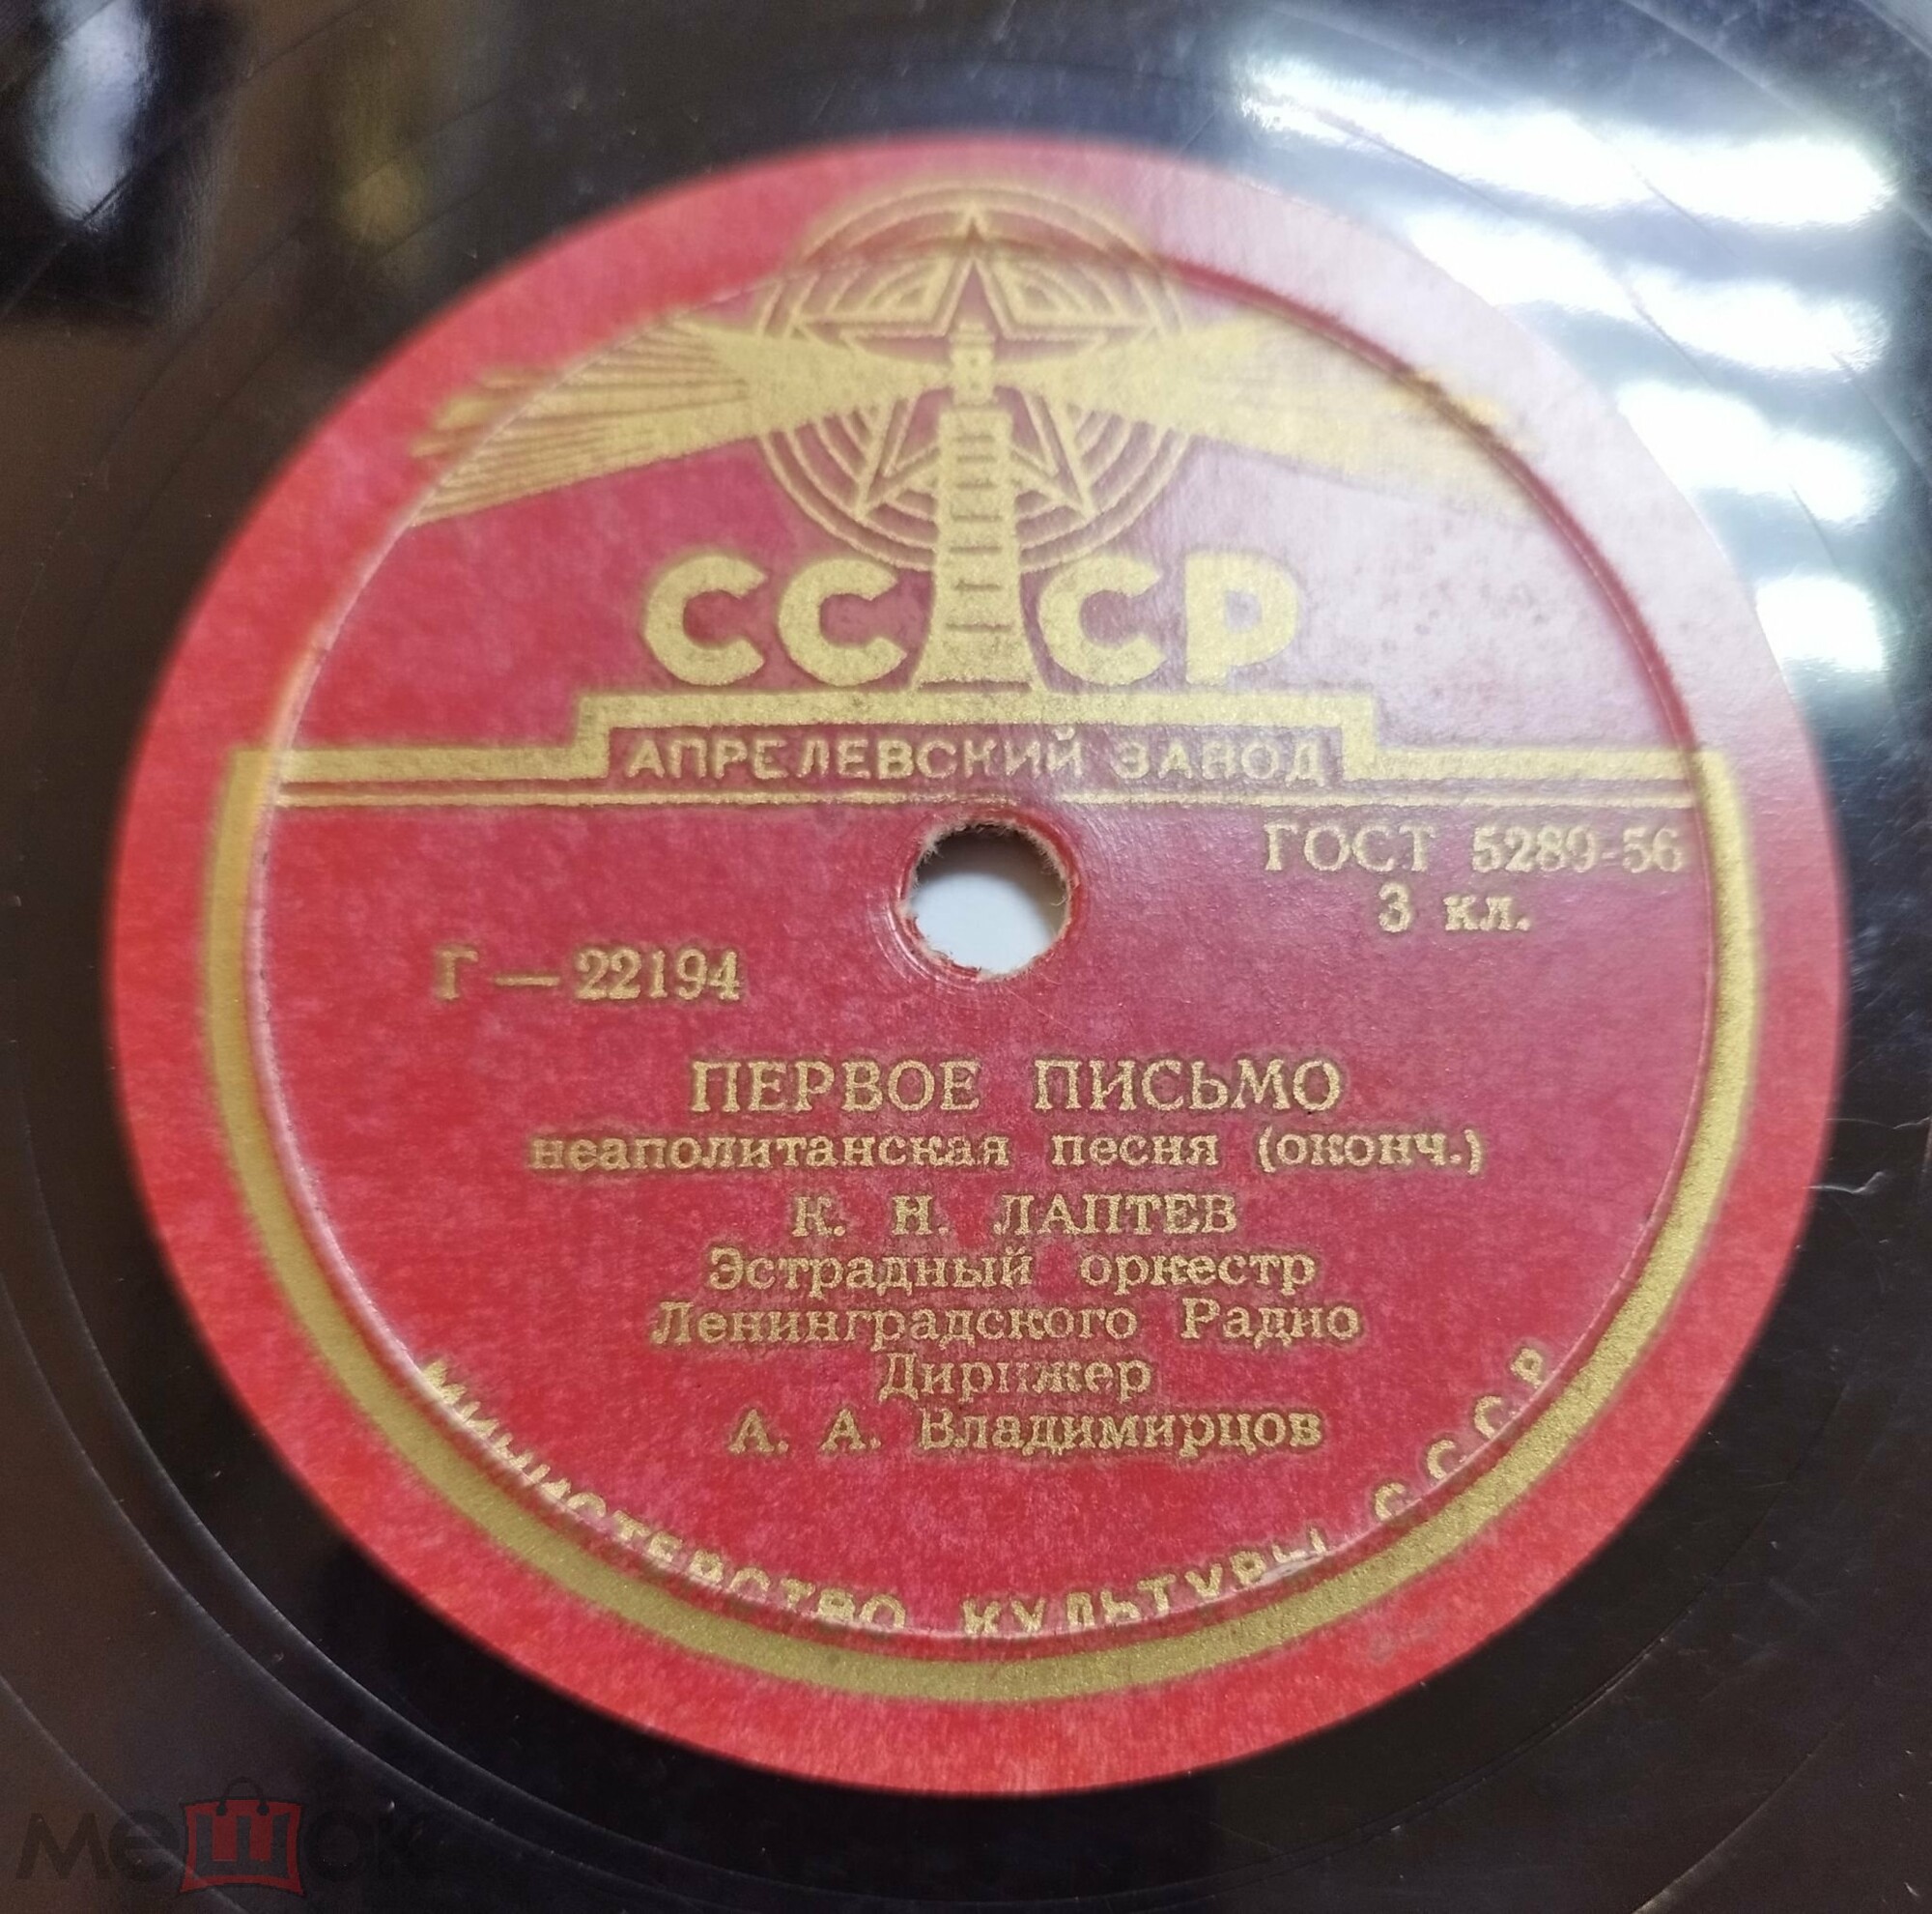 СССР
АПРЕЛЕВСКИЙ ЗАВОД
ГОСТ 5289-56
3 кл.
Г — 22194
ПЕРВОЕ ПИСЬМО
неаполитанская песня (оконч.)
К. Н. ЛАПТЕВ
Эстрадный оркестр
Ленинградского Радио
Дирижер
А. А. Владимирцов
МИНИСТЕРСТВО КУЛЬТУРЫ С.С.С.Р.
мешок